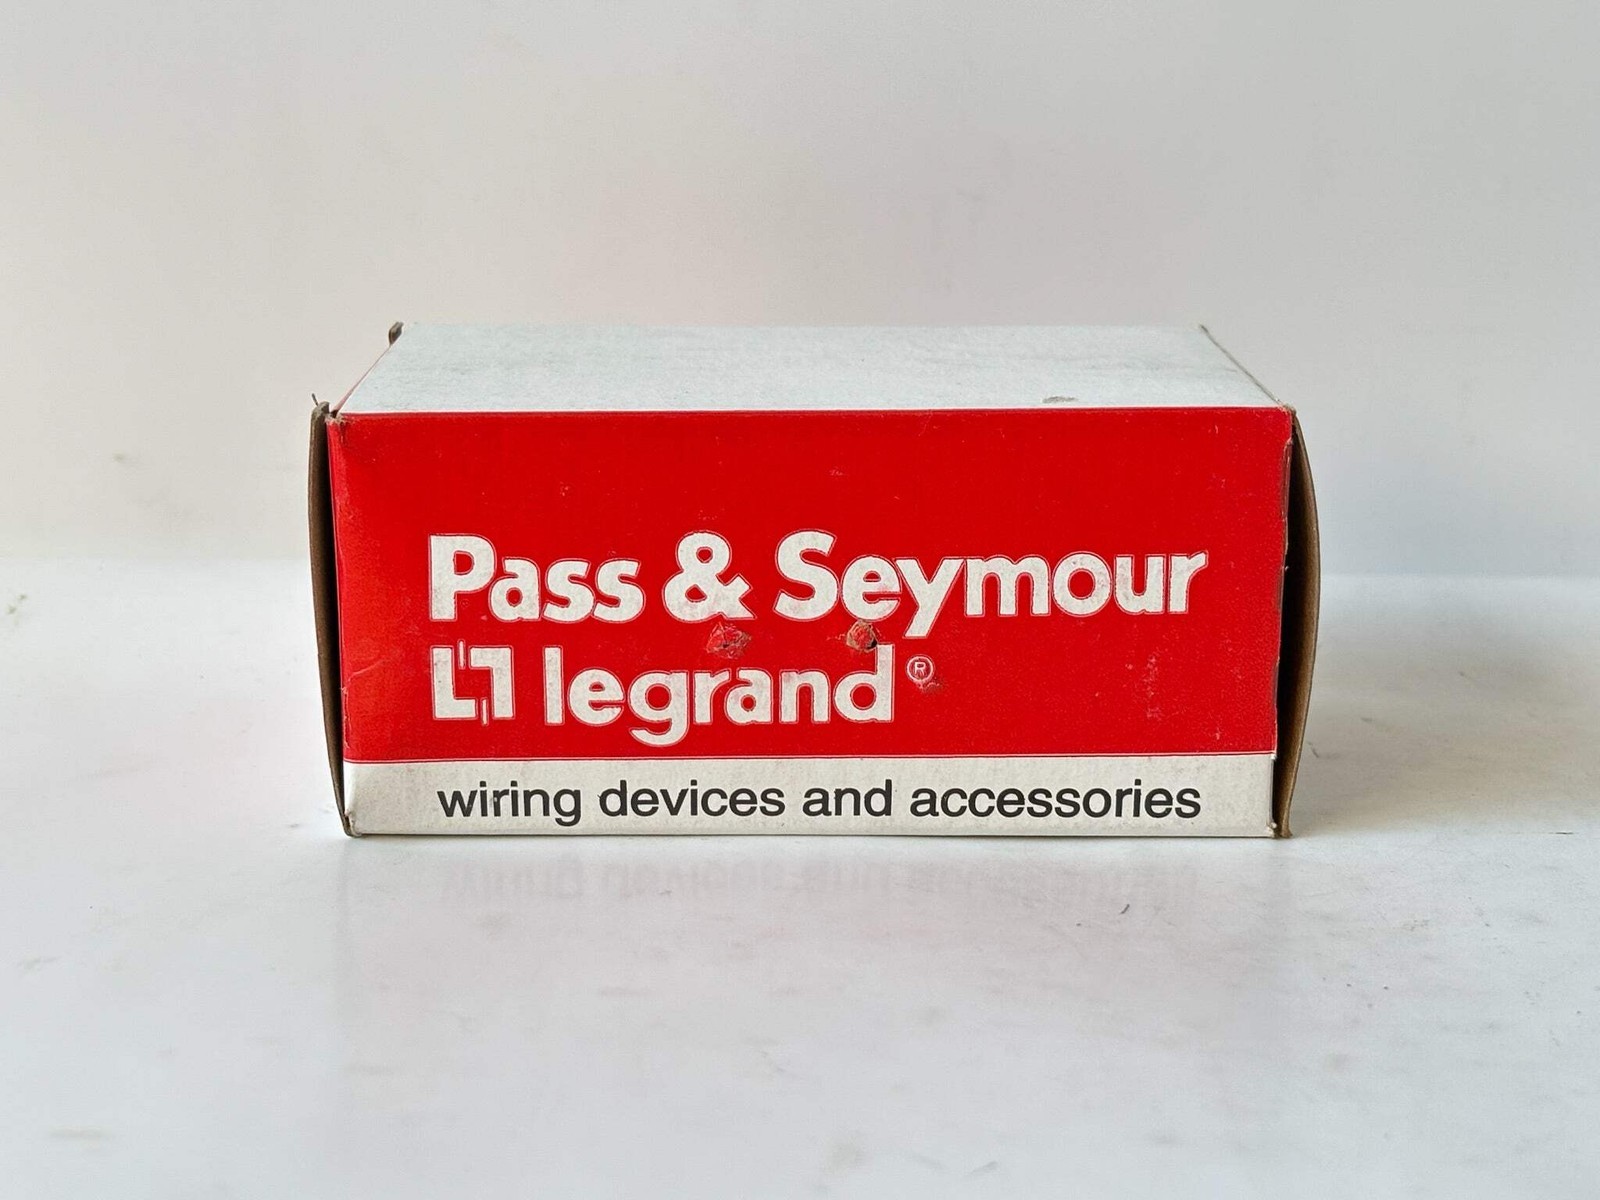 Pass & Seymour
legrand®
wiring devices and accessories